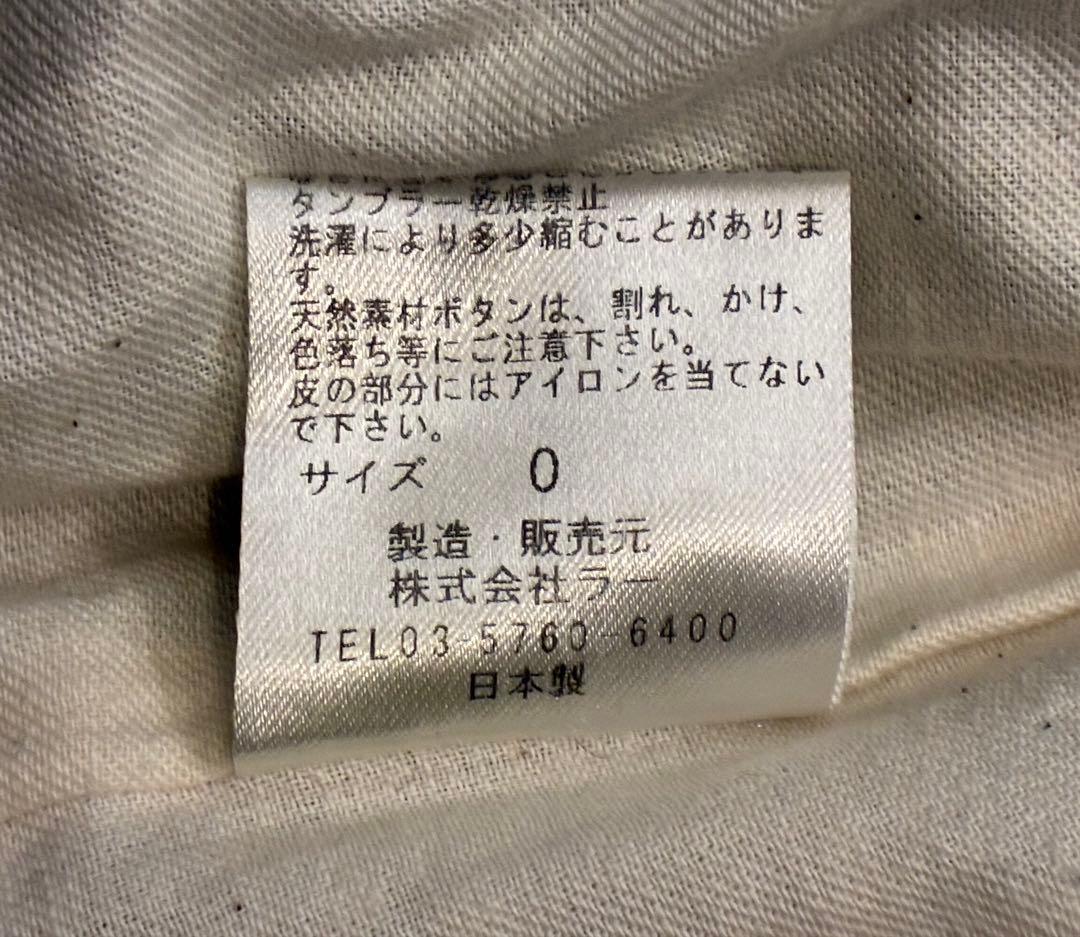 タンブラー乾燥禁止
洗濯により多少縮むことがありま
す。
天然素材ボタンは、割れ、かけ、
色落ち等にご注意下さい。
皮の部分にはアイロンを当てない
で下さい。
サイズ 0
製造・販売元
株式会社ラー
TEL03-5760-6400
日本製